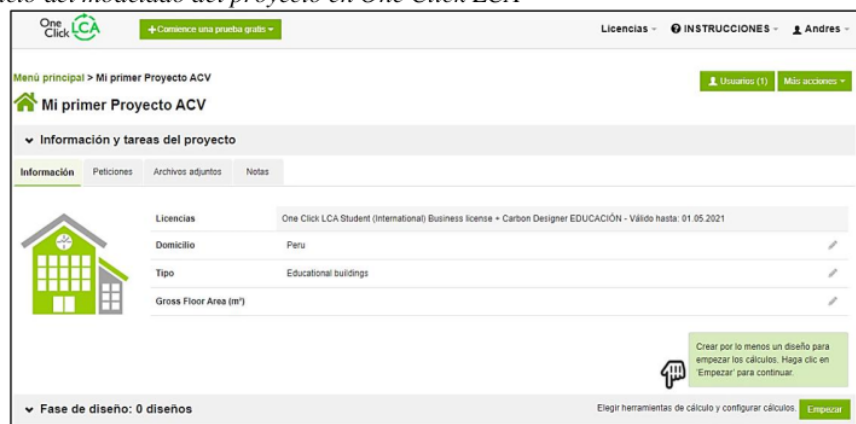 del modelado del proyecto en One Click LCA
One Click LCA
+Comience una prueba gratis
Licencias
INSTRUCCIONES
Andres
Menú principal > Mi primer Proyecto ACV
Usuarios (1)
Más acciones
Mi primer Proyecto ACV
Información y tareas del proyecto
Información
Peticiones
Archivos adjuntos
Notas
Licencias
One Click LCA Student (International) Business license + Carbon Designer EDUCACIÓN - Válido hasta: 01.05.2021
Domicilio
Peru
Tipo
Educational buildings
Gross Floor Area (m²)
Crear por lo menos un diseño para
empezar los cálculos. Haga clic en
'Empezar' para continuar.
Fase de diseño: 0 diseños
Elegir herramientas de cálculo y configurar cálculos.
Empezar